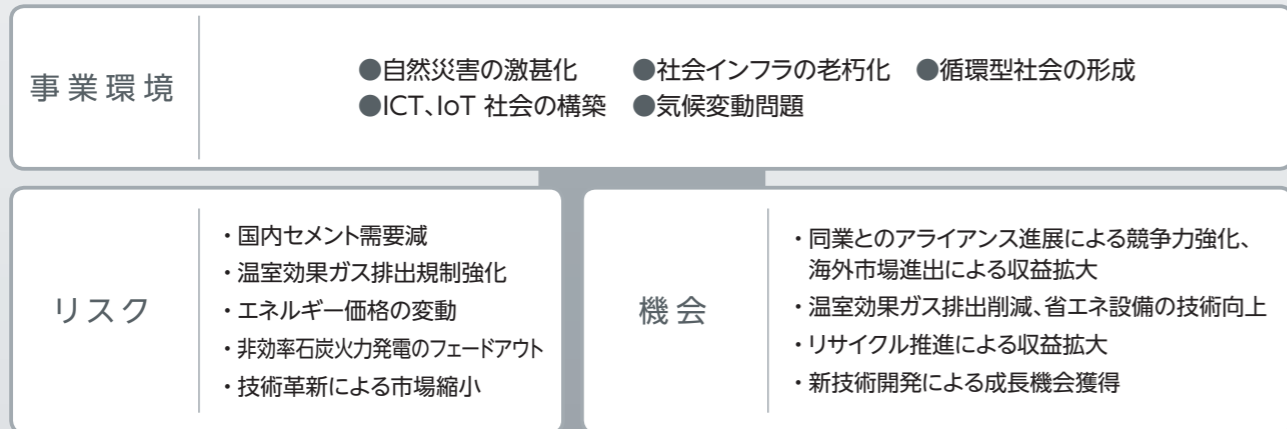 事業環境
●自然災害の激甚化 ●社会インフラの老朽化 ●循環型社会の形成
●ICT、IoT 社会の構築 ●気候変動問題
リスク
・国内セメント需要減
・温室効果ガス排出規制強化
・エネルギー価格の変動
・非効率石炭火力発電のフェードアウト
・技術革新による市場縮小
機会
・同業とのアライアンス進展による競争力強化、
海外市場進出による収益拡大
・温室効果ガス排出削減、省エネ設備の技術向上
・リサイクル推進による収益拡大
・新技術開発による成長機会獲得